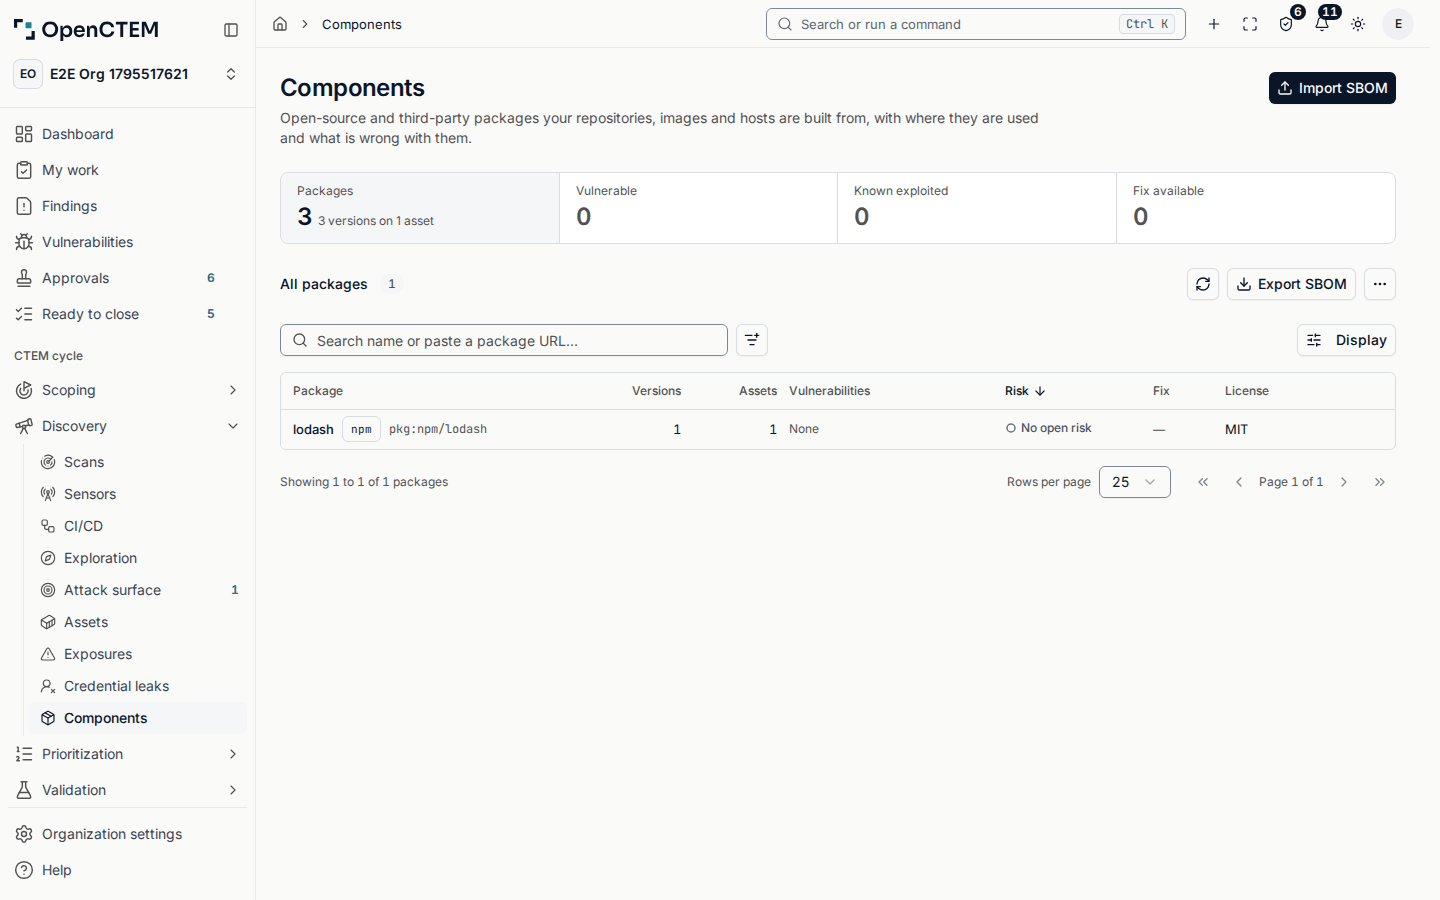 OpenCTEM
EO E2E Org 1795517621
Dashboard
My work
Findings
Vulnerabilities
Approvals 6
Ready to close 5
CTEM cycle
Scoping
Discovery
Scans
Sensors
CI/CD
Exploration
Attack surface 1
Assets
Exposures
Credential leaks
Components
Prioritization
Validation
Organization settings
Help
Components
Search or run a command Ctrl K
6
11
E
Components
Import SBOM
Open-source and third-party packages your repositories, images and hosts are built from, with where they are used
and what is wrong with them.
Packages
3 3 versions on 1 asset
Vulnerable
0
Known exploited
0
Fix available
0
All packages 1
Export SBOM
Search name or paste a package URL...
Display
Package Versions Assets Vulnerabilities Risk Fix License
lodash npm pkg:npm/lodash 1 1 None No open risk — MIT
Showing 1 to 1 of 1 packages
Rows per page 25
Page 1 of 1